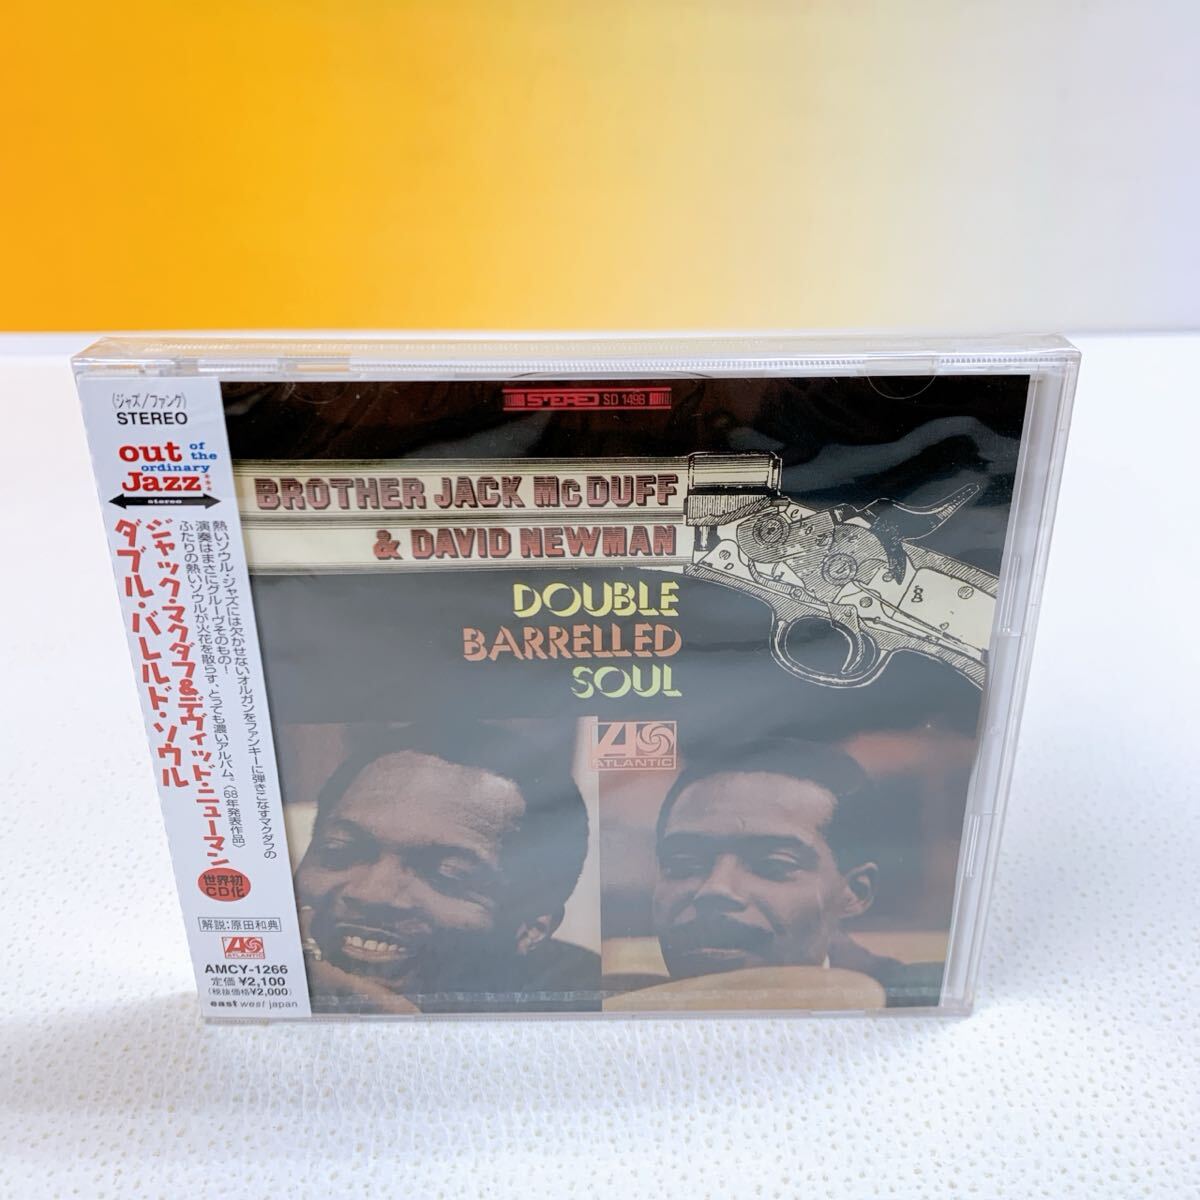 (ジャズ/ファンク)
STEREO
out of the
ordinary
Jazz...
stereo
熱いソウル・ジャズには欠かせないオルガンをファンキーに弾きこなすマクダフの
演奏はまさにグルーヴそのもの!
ふたりの熱いソウルが火花を散らす、とっても濃いアルバム。〈68年発表作品〉
ジャック・マクダフ&デヴィッド・ニューマン
ダブル・バレルド・ソウル
世界初
CD化
解説:原田和典
ATLANTIC
AMCY-1266
定価 ¥2,100
(税抜価格¥2,000)
east west japan
STEREO SD 1498
BROTHER JACK McDUFF
& DAVID NEWMAN
DOUBLE
BARRELLED
SOUL
ATLANTIC